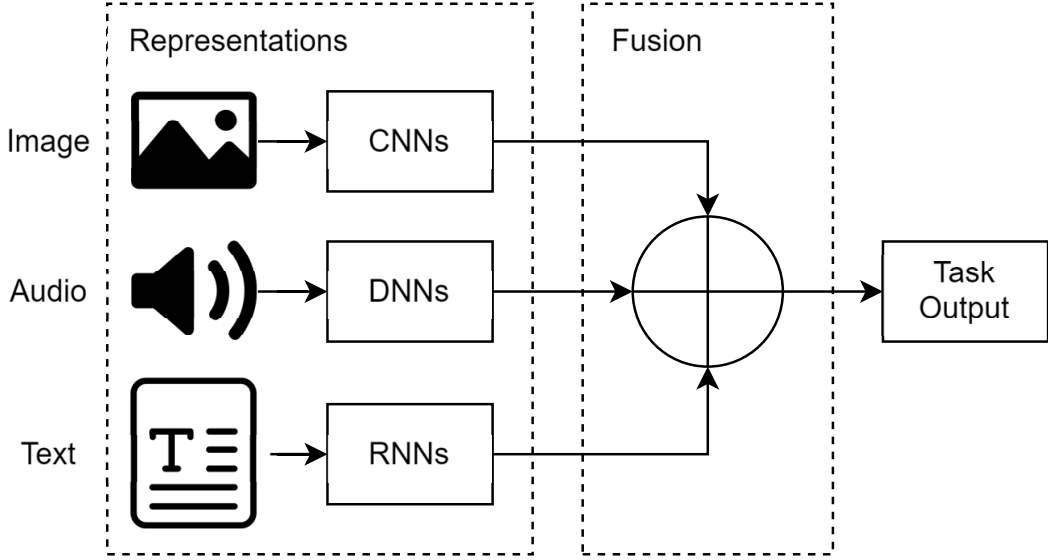 Representations
Fusion
Image
CNNs
Audio
DNNs
Task
Output
Text
T
RNNs